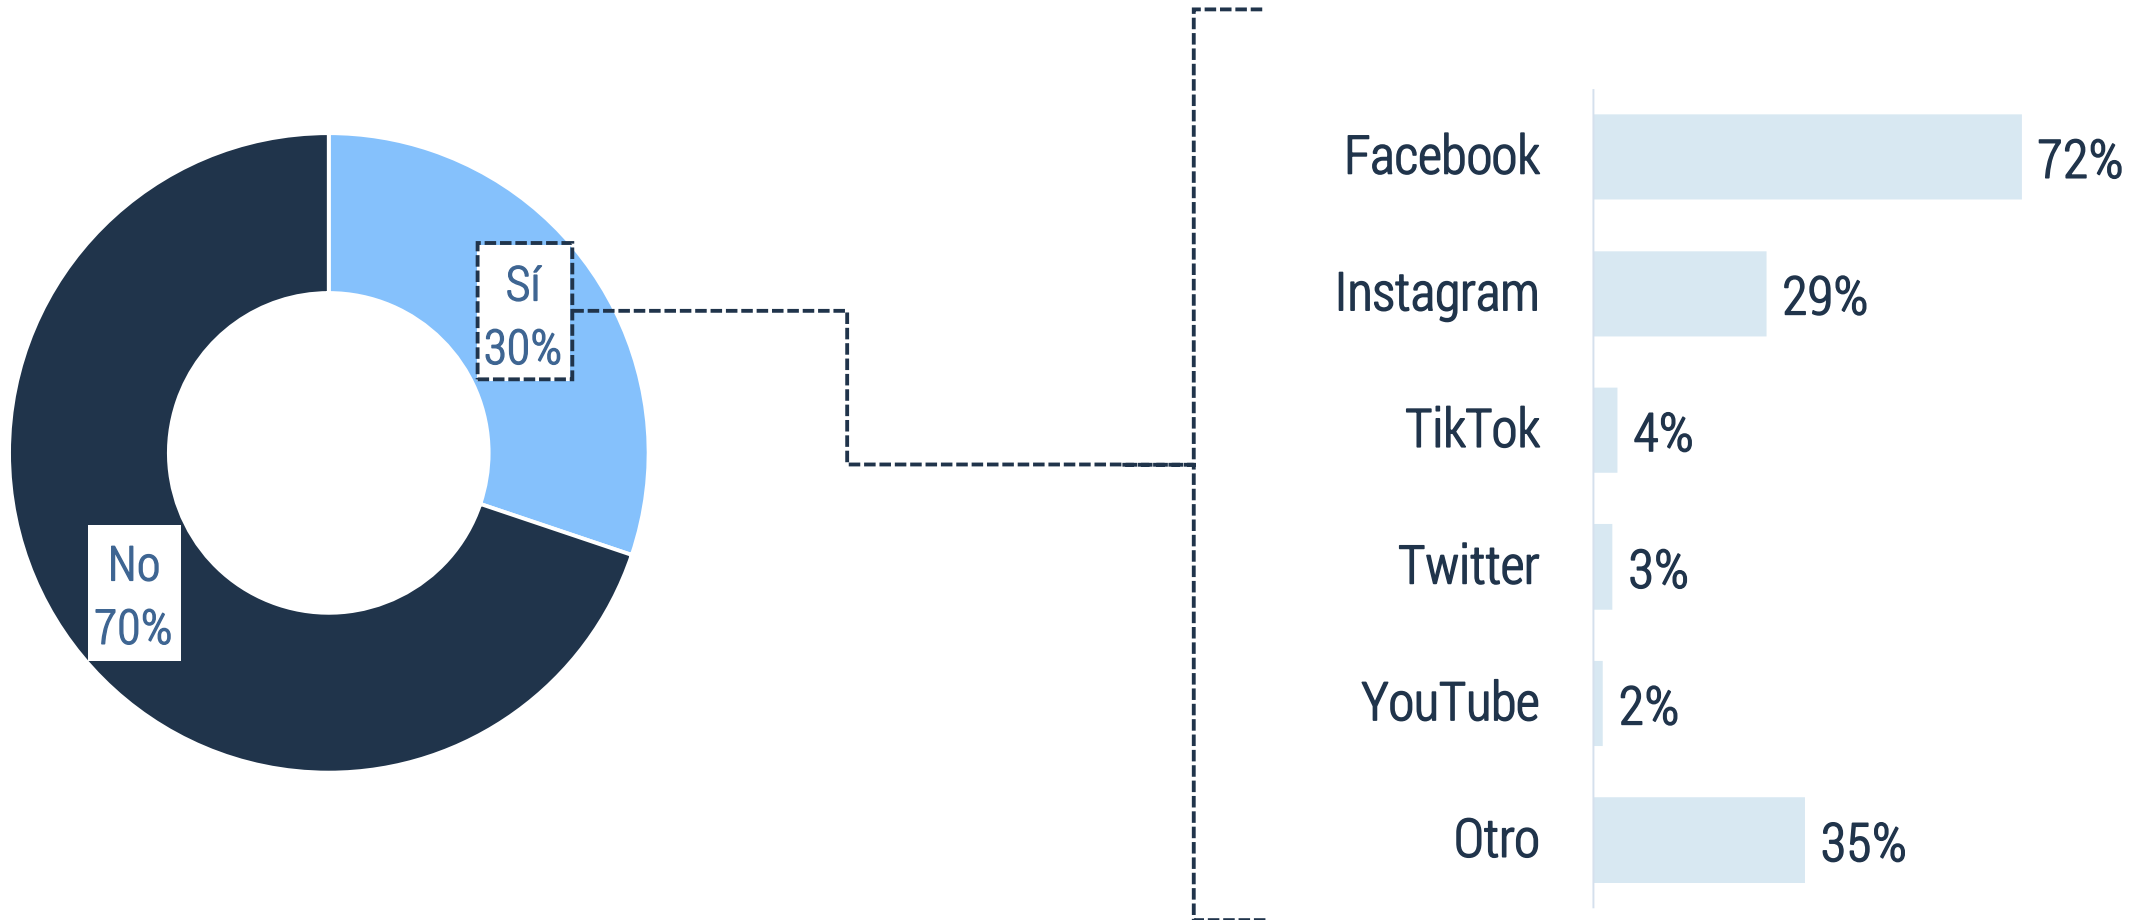 Sí
30%
No
70%
Facebook 72%
Instagram 29%
TikTok 4%
Twitter 3%
YouTube 2%
Otro 35%